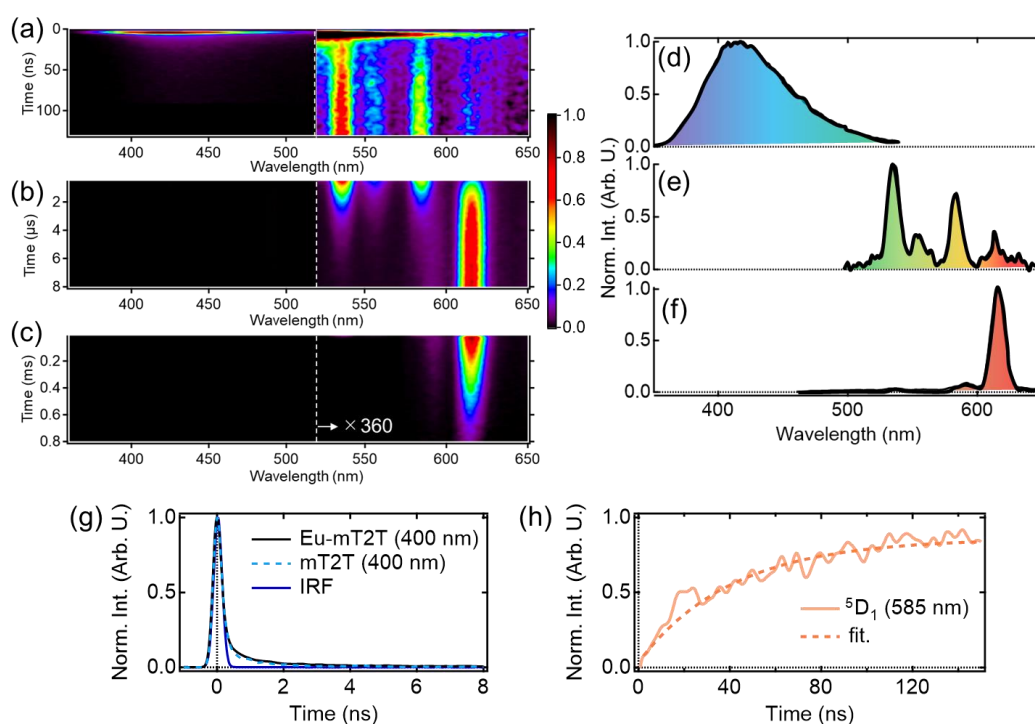 (a)
0
50
100
Time (ns)
400 450 500 550 600 650
Wavelength (nm)
(b)
2
4
6
8
Time (µs)
400 450 500 550 600 650
Wavelength (nm)
(c)
0.2
0.4
0.6
0.8
Time (ms)
→ × 360
400 450 500 550 600 650
Wavelength (nm)
1.0
0.8
0.6
0.4
0.2
0.0
(d)
1.0
0.5
0.0
(e)
1.0
0.5
0.0
(f)
1.0
0.5
0.0
Norm. Int. (Arb. U.)
400 500 600
Wavelength (nm)
(g)
1.0
0.5
0.0
Norm. Int. (Arb. U.)
Eu-mT2T (400 nm)
mT2T (400 nm)
IRF
0 2 4 6 8
Time (ns)
(h)
1.0
0.5
0.0
Norm. Int. (Arb. U.)
⁵D₁ (585 nm)
fit.
0 40 80 120
Time (ns)